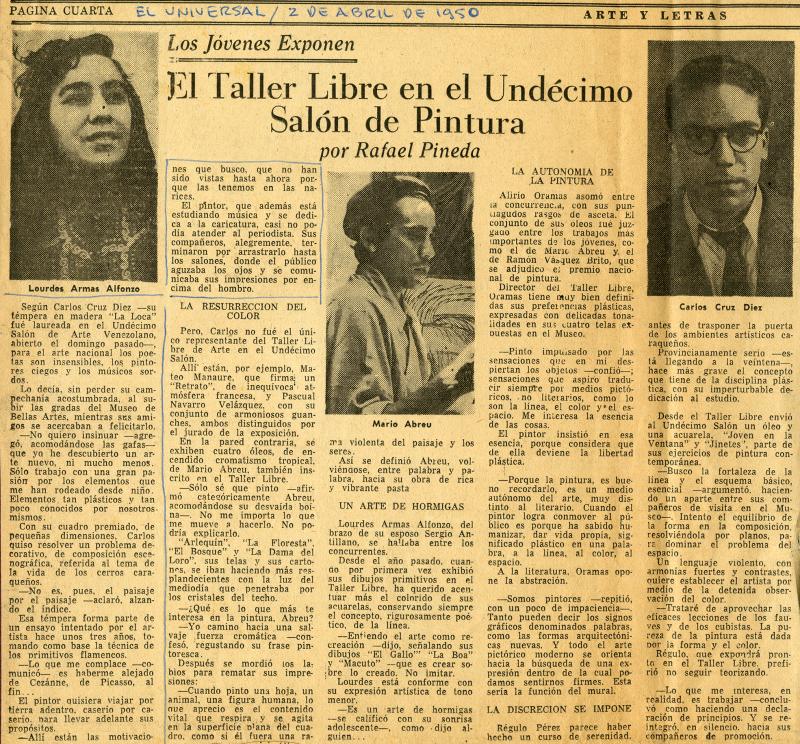 PAGINA CUARTA
EL UNIVERSAL / 2 DE ABRIL DE 1950
ARTE Y LETRAS
Los Jóvenes Exponen
El Taller Libre en el Undécimo
Salón de Pintura
por Rafael Pineda
Lourdes Armas Alfonzo
Según Carlos Cruz Diez —su
témpera en madera "La Loca"
fué laureada en el Undécimo
Salón de Arte Venezolano,
abierto el domingo pasado—,
para el arte nacional los poe-
tas son insensibles, los pinto-
res ciegos y los músicos sor-
dos.
Lo decía, sin perder su cam-
pechanía acostumbrada, al su-
bir las gradas del Museo de
Bellas Artes, mientras sus ami-
gos se acercaban a felicitarlo.
—No quiero insinuar —agre-
gó, acomodándose las gafas—
que yo he descubierto un ar-
te nuevo, ni mucho menos.
Sólo trabajo con una gran pa-
sión por los elementos que
me han rodeado desde niño.
Elementos tan plásticos y tan
poco conocidos por nosotros
mismos.
Con su cuadro premiado, de
pequeñas dimensiones, Carlos
quiso resolver un problema de-
corativo, de composición esce-
nográfica, referida al tema de
la vida de los cerros cara-
queños.
—No es, pues, el paisaje
por el paisaje —aclaró, alzan-
do el índice.
Esa témpera forma parte de
un ensayo intentado por el ar-
tista hace unos tres años, to-
mando como base la técnica de
los primitivos flamencos.
—Lo que me complace —co-
municó— es haberme alejado
de Cezánne, de Picasso, al
fin...
El pintor quisiera viajar por
tierra adentro, caserío por ca-
serío, para llevar adelante sus
propósitos.
—Allí están las motivacio-
nes que busco, que no han
sido vistas hasta ahora por-
que las tenemos en las na-
rices.
El pintor, que además está
estudiando música y se dedi-
ca a la caricatura, casi no po-
día atender al periodista. Sus
compañeros, alegremente, ter-
minaron por arrastrarlo hasta
los salones, donde el público
aguzaba los ojos y se comu-
nicaba sus impresiones por en-
cima del hombro.
LA RESURRECCION DEL
COLOR
Pero, Carlos no fué el úni-
co representante del Taller Li-
bre de Arte en el Undécimo
Salón.
Allí están, por ejemplo, Ma-
teo Manaure, que firma un
"Retrato", de inequívoca at-
mósfera francesa, y Pascual
Navarro Velázquez, con su
conjunto de armoniosos guan-
ches, ambos distinguidos por
el jurado de la exposición.
En la pared contraria, se
exhiben cuatro óleos, de en-
cendido cromatismo tropical,
de Mario Abreu, también ins-
crito en el Taller Libre.
—Sólo sé que pinto —afir-
mó categóricamente Abreu,
acomodándose su desvaída boi-
na—. No me importa lo que
me mueve a hacerlo. No po-
dría explicarlo.
"Arlequín", "La Floresta",
"El Bosque" y "La Dama del
Loro", sus telas y sus carto-
nes, se iban haciendo más res-
plandecientes con la luz del
mediodía que penetraba por
los cristales del techo.
—¿Qué es lo que más te
interesa en la pintura, Abreu?
—Yo camino hacia una sal-
vaje fuerza cromática —con-
fesó, regustando su frase pin-
toresca.
Después se mordió los la-
bios para rematar sus impre-
siones:
—Cuando pinto una hoja, un
animal, una figura humana, lo
que aprecio es el contenido
vital que respira, y se agita
en la superficie plana del cua-
dro, como si él fuera una ra-
Mario Abreu
ma violenta del paisaje y los
seres.
Así se definió Abreu, vol-
viéndose, entre palabra y pa-
labra, hacia su obra de rica
y vibrante pasta
UN ARTE DE HORMIGAS
Lourdes Armas Alfonzo, del
brazo de su esposo Sergio An-
tillano, se hallaba entre los
concurrentes.
Desde el año pasado, cuan-
do por primera vez exhibió
sus dibujos primitivos en el
Taller Libre, ha querido acen-
tuar más el colorido de sus
acuarelas, conservando siempre
el concepto, rigurosamente poé-
tico, de la línea.
—Entiendo el arte como re-
creación —dijo, señalando sus
dibujos "El Gallo" "La Boa"
y "Macuto" —que es crear so-
bre lo creado. No imitar.
Lourdes está conforme con
su expresión artística de tono
menor.
—Es un arte de hormigas
—se calificó con su sonrisa
adolescente—, como dijo al-
guien...
LA AUTONOMIA DE
LA PINTURA
Alirio Oramas asomó entre
la concurrencia, con sus pun-
tiagudos rasgos de asceta. El
conjunto de sus óleos fué juz-
gado entre los trabajos más
importantes de los jóvenes, co-
mo el de Mario Abreu y el
de Ramón Vásquez Brito, que
se adjudicó el premio nacio-
nal de pintura.
Director del Taller Libre,
Oramas tiene muy bien defini-
das sus preferencias plásticas,
expresadas con delicadas tona-
lidades en sus cuatro telas ex-
puestas en el Museo.
—Pinto impulsado por las
sensaciones que en mí des-
piertan los objetos —confió—;
sensaciones que aspiro tradu-
cir siempre por medios pictó-
ricos, no literarios, como lo
son la línea, el color y el es-
pacio. Me interesa la esencia
de las cosas.
El pintor insistió en esa
esencia, porque considera que
de ella deviene la libertad
plástica.
—Porque la pintura, es bue-
no recordarlo, es un medio
autónomo del arte, muy dis-
tinto al literario. Cuando el
pintor logra conmover al pú-
blico es porque ha sabido hu-
manizar, dar vida propia, sig-
nificado plástico en una pala-
bra, a la línea, al color, al
espacio.
A la literatura, Oramas opo-
ne la abstracción.
—Somos pintores —repitió,
con un poco de impaciencia—.
Tanto pueden decir los signos
gráficos denominados palabras,
como las formas arquitectóni-
cas nuevas. Y todo el arte
pictórico moderno se orienta
hacia la búsqueda de una ex-
presión dentro de la cual po-
damos sentirnos firmes. Esta
sería la función del mural.
LA DISCRECION SE IMPONE
Régulo Pérez parece haber
hecho un curso de serenidad,
Carlos Cruz Diez
antes de trasponer la puerta
de los ambientes artísticos ca-
raqueños.
Provincianamente serio —es-
tá llegando a la veintena—,
hace más grave el concepto
que tiene de la disciplina plás-
tica, con su imperturbable de-
dicación al estudio.
Desde el Taller Libre envió
al Undécimo Salón un óleo y
una acuarela, "Joven en la
Ventana" y "Jinetes", parte de
sus ejercicios de pintura con-
temporánea.
—Busco la fortaleza de la
línea y el esquema básico,
esencial —argumentó, hacien-
do un aparte entre sus com-
pañeros de visita en el Mu-
seo—. Intento el equilibrio de
la forma en la composición,
resolviéndola por planos, pa-
ra dominar el problema del
espacio.
Un lenguaje violento, con
armonías fuertes y contrastes,
quiere establecer el artista por
medio de la detenida obser-
vación del color.
—Trataré de aprovechar las
eficaces lecciones de los fau-
ves y de los cubistas. La pu-
reza de la pintura está dada
por la forma y el color.
Régulo, que expondrá pron-
to en el Taller Libre, prefi-
rió no seguir teorizando.
—Lo que me interesa, en
realidad, es trabajar —conclu-
yó como haciendo una decla-
ración de principios. Y se re-
integró, en silencio, hacia sus
compañeros de promoción.